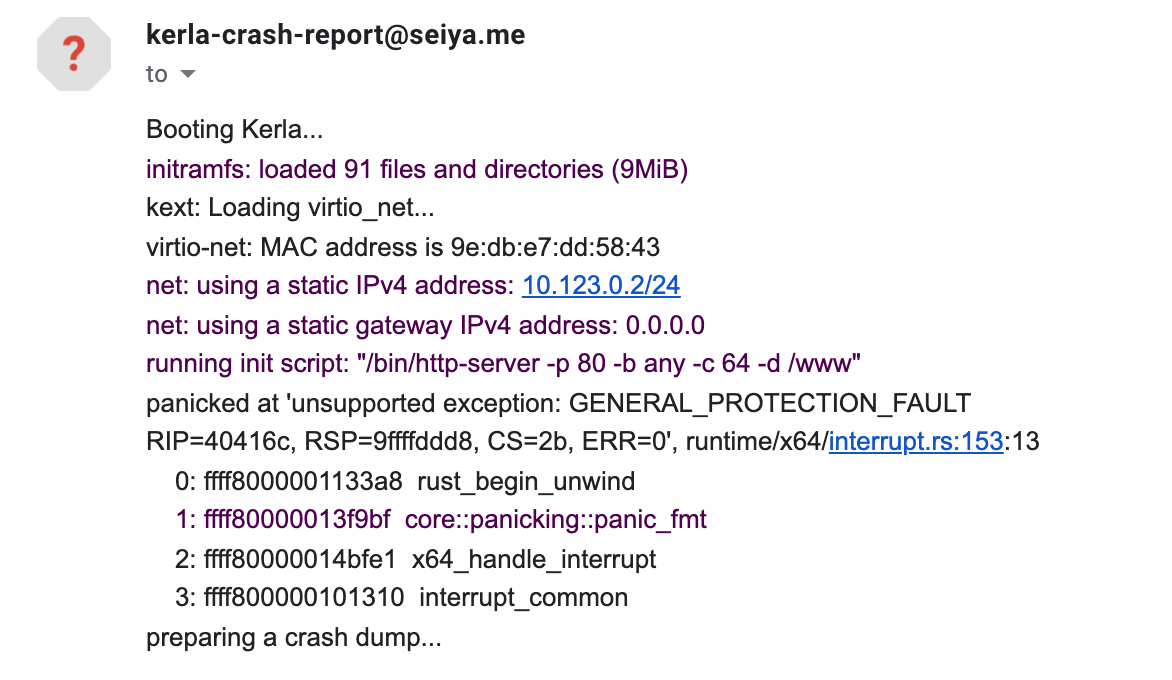 ?
kerla-crash-report@seiya.me
to
Booting Kerla...
initramfs: loaded 91 files and directories (9MiB)
kext: Loading virtio_net...
virtio-net: MAC address is 9e:db:e7:dd:58:43
net: using a static IPv4 address: 10.123.0.2/24
net: using a static gateway IPv4 address: 0.0.0.0
running init script: "/bin/http-server -p 80 -b any -c 64 -d /www"
panicked at 'unsupported exception: GENERAL_PROTECTION_FAULT
RIP=40416c, RSP=9ffffddd8, CS=2b, ERR=0', runtime/x64/interrupt.rs:153:13
0: ffff8000001133a8 rust_begin_unwind
1: ffff80000013f9bf core::panicking::panic_fmt
2: ffff80000014bfe1 x64_handle_interrupt
3: ffff800000101310 interrupt_common
preparing a crash dump...